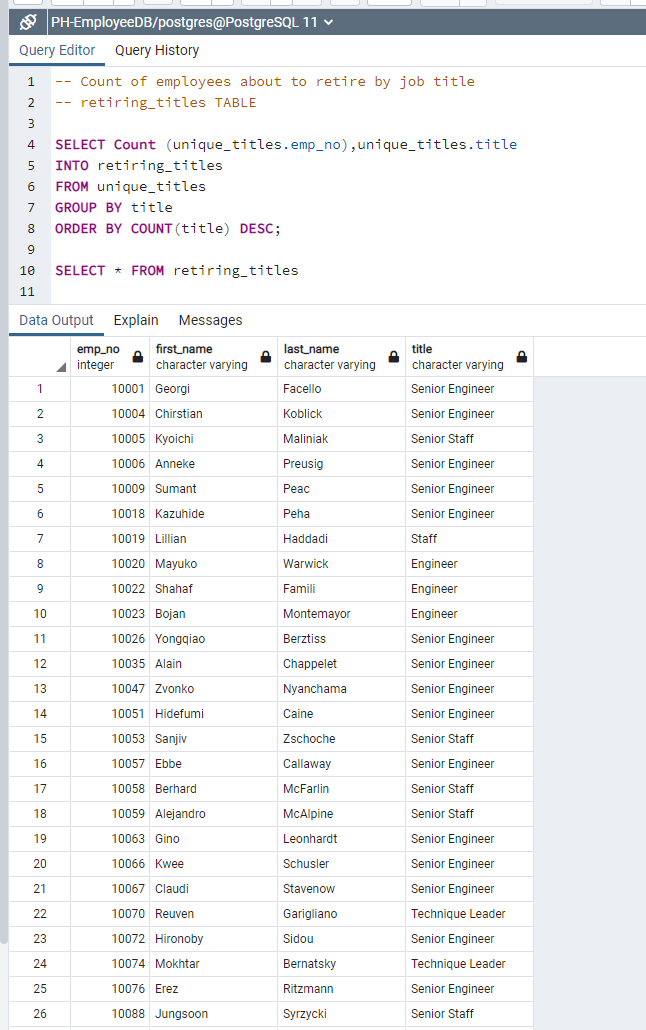 PH-EmployeeDB/postgres@PostgreSQL 11
Query Editor Query History
1 -- Count of employees about to retire by job title
2 -- retiring_titles TABLE
3
4 SELECT Count (unique_titles.emp_no),unique_titles.title
5 INTO retiring_titles
6 FROM unique_titles
7 GROUP BY title
8 ORDER BY COUNT(title) DESC;
9
10 SELECT * FROM retiring_titles
11
Data Output Explain Messages
emp_no first_name last_name title
integer character varying character varying character varying
1 10001 Georgi Facello Senior Engineer
2 10004 Chirstian Koblick Senior Engineer
3 10005 Kyoichi Maliniak Senior Staff
4 10006 Anneke Preusig Senior Engineer
5 10009 Sumant Peac Senior Engineer
6 10018 Kazuhide Peha Senior Engineer
7 10019 Lillian Haddadi Staff
8 10020 Mayuko Warwick Engineer
9 10022 Shahaf Famili Engineer
10 10023 Bojan Montemayor Engineer
11 10026 Yongqiao Berztiss Senior Engineer
12 10035 Alain Chappelet Senior Engineer
13 10047 Zvonko Nyanchama Senior Engineer
14 10051 Hidefumi Caine Senior Engineer
15 10053 Sanjiv Zschoche Senior Staff
16 10057 Ebbe Callaway Senior Engineer
17 10058 Berhard McFarlin Senior Staff
18 10059 Alejandro McAlpine Senior Staff
19 10063 Gino Leonhardt Senior Engineer
20 10066 Kwee Schusler Senior Engineer
21 10067 Claudi Stavenow Senior Engineer
22 10070 Reuven Garigliano Technique Leader
23 10072 Hironoby Sidou Senior Engineer
24 10074 Mokhtar Bernatsky Technique Leader
25 10076 Erez Ritzmann Senior Engineer
26 10088 Jungsoon Syrzycki Senior Staff